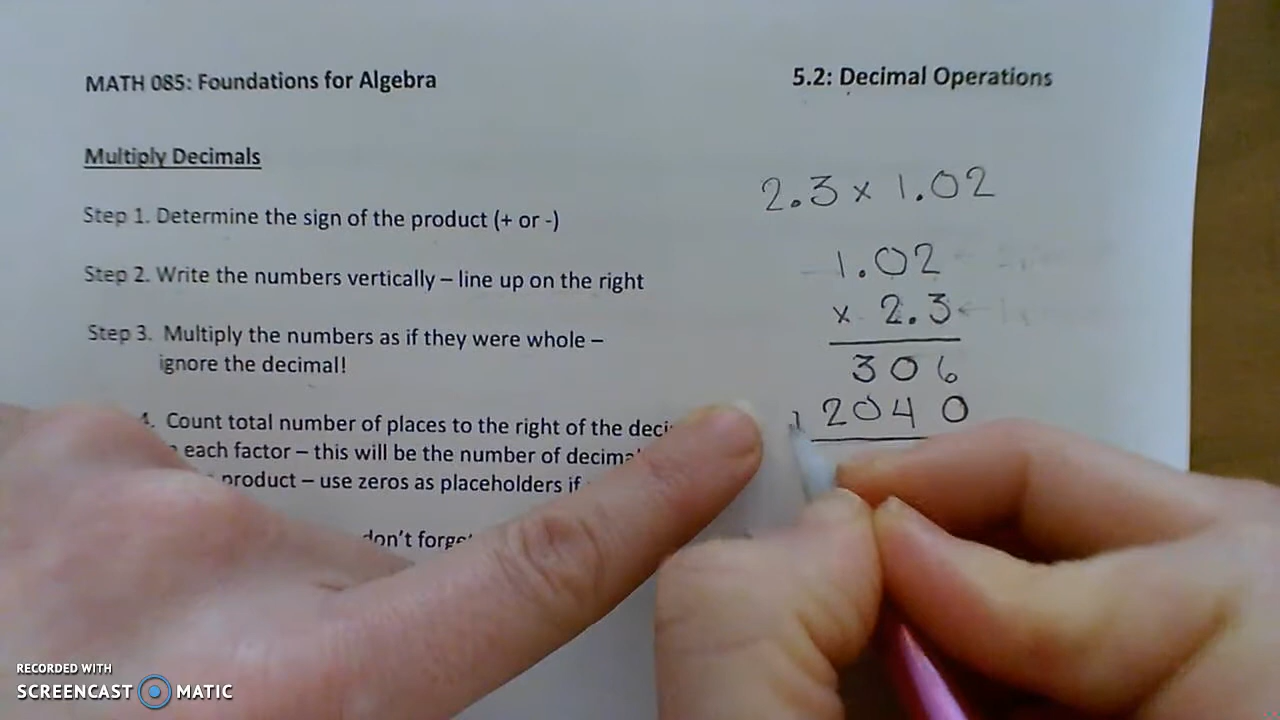 MATH 085: Foundations for Algebra
5.2: Decimal Operations
Multiply Decimals
Step 1. Determine the sign of the product (+ or -)
Step 2. Write the numbers vertically – line up on the right
Step 3. Multiply the numbers as if they were whole –
ignore the decimal!
4. Count total number of places to the right of the
each factor – this will be the number of
product – use zeros as placeholders if
don't
2.3 x 1.02
1.02
x 2.3
306
2040
RECORDED WITH
SCREENCAST MATIC